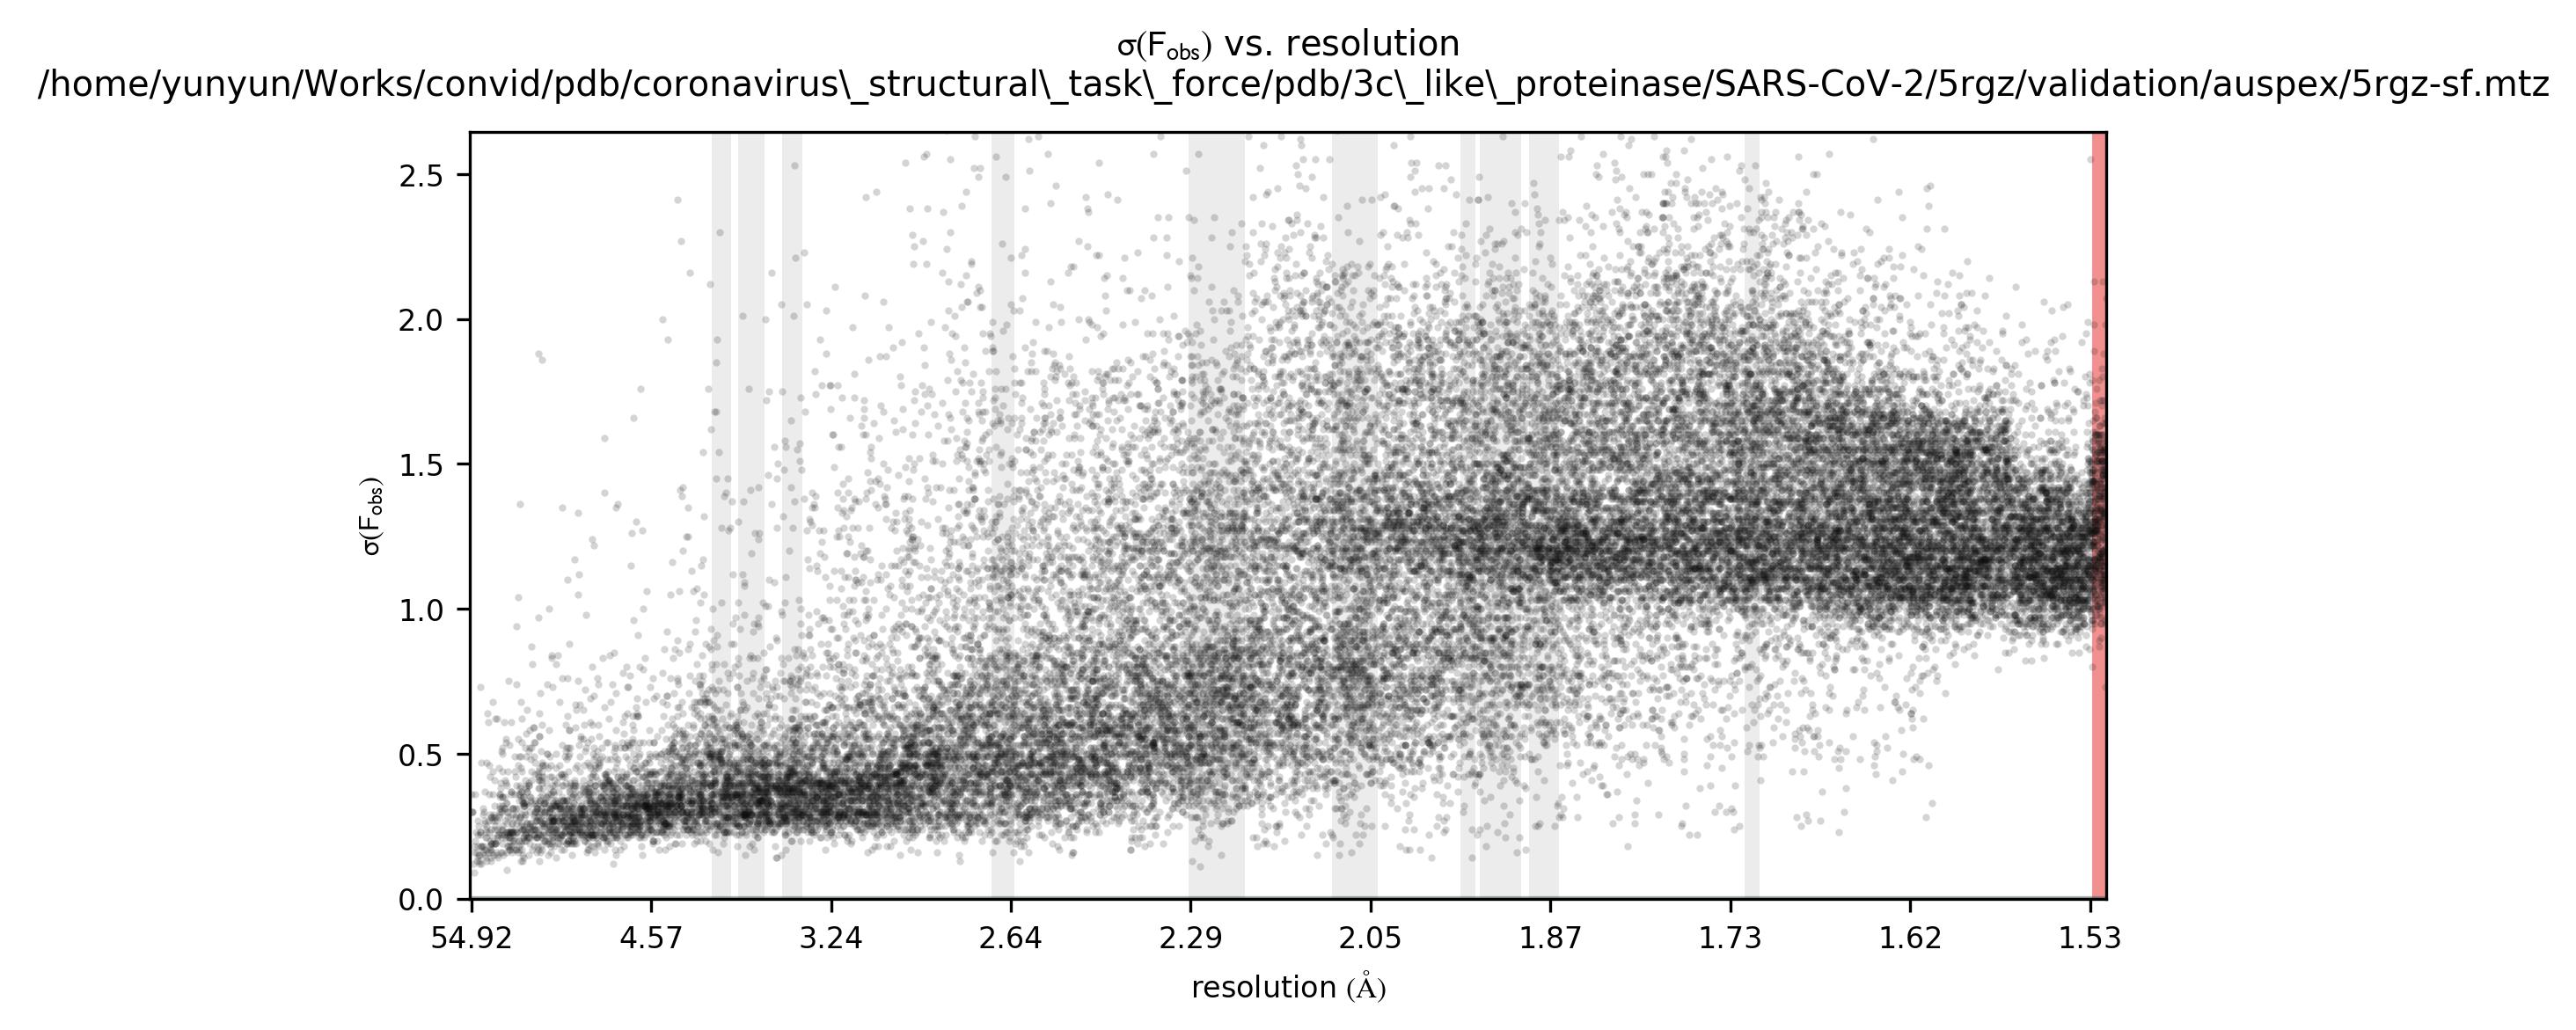 σ(Fobs) vs. resolution
/home/yunyun/Works/convid/pdb/coronavirus\_structural\_task\_force/pdb/3c\_like\_proteinase/SARS-CoV-2/5rgz/validation/auspex/5rgz-sf.mtz
2.5
2.0
1.5
1.0
0.5
0.0
σ(Fobs)
54.92 4.57 3.24 2.64 2.29 2.05 1.87 1.73 1.62 1.53
resolution (Å)